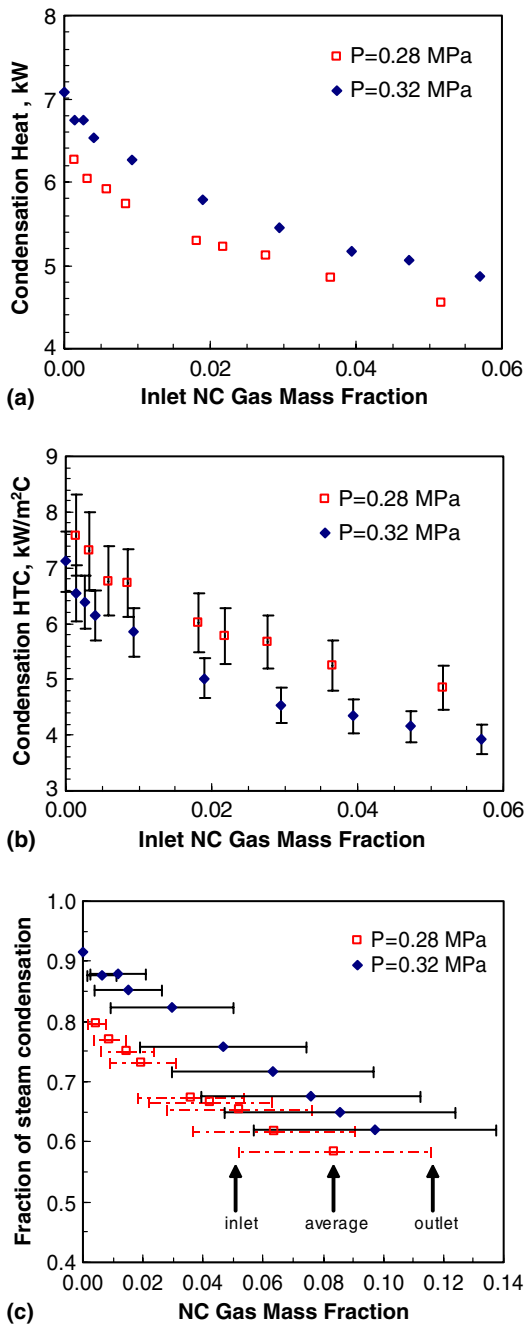 8
7
6
5
4
Condensation Heat , kW
P=0.28 MPa
P=0.32 MPa
0.00
0.02
0.04
0.06
(a)
Inlet NC Gas Mass Fraction
9
8
7
6
5
4
3
Condensation HTC, kW/m²C
P=0.28 MPa
P=0.32 MPa
0
0.02
0.04
0.06
(b)
Inlet NC Gas Mass Fraction
1.0
0.9
0.8
0.7
0.6
0.5
0.4
Fraction of steam condensation
P=0.28 MPa
P=0.32 MPa
inlet
average
outlet
0.00
0.02
0.04
0.06
0.08
0.10
0.12
0.14
(c)
NC Gas Mass Fraction